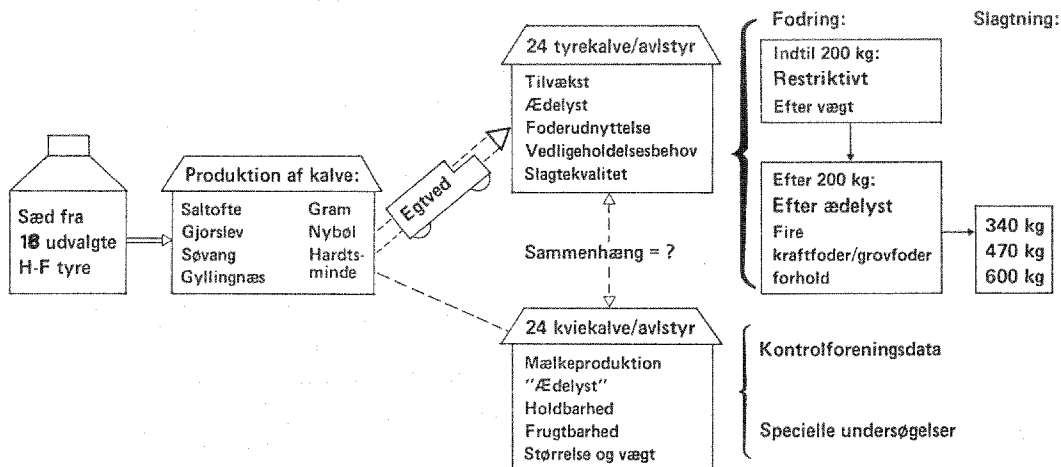 Sæd fra
18 udvalgte
H-F tyre
Produktion af kalve:
Saltofte Gram
Gjorslev Nybøl
Søvang Hardts-
Gyllingnæs minde
Egtved
24 tyrekalve/avlstyr
Tilvækst
Ædelyst
Foderudnyttelse
Vedligeholdelsesbehov
Slagtekvalitet
Sammenhæng = ?
24 kviekalve/avlstyr
Mælkeproduktion
"Ædelyst"
Holdbarhed
Frugtbarhed
Størrelse og vægt
Fodring:
Indtil 200 kg:
Restriktivt
Efter vægt
Efter 200 kg:
Efter ædelyst
Fire
kraftfoder/grovfoder
forhold
Slagtning:
340 kg
470 kg
600 kg
Kontrolforeningsdata
Specielle undersøgelser